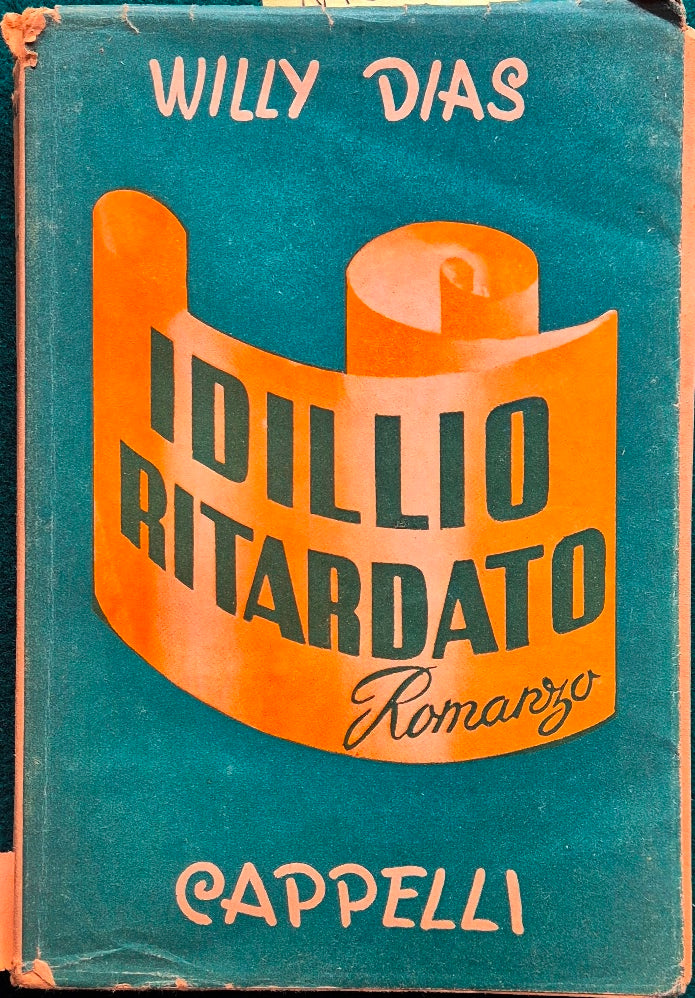 WILLY DIAS
IDILLIO
RITARDATO
Romanzo
CAPPELLI